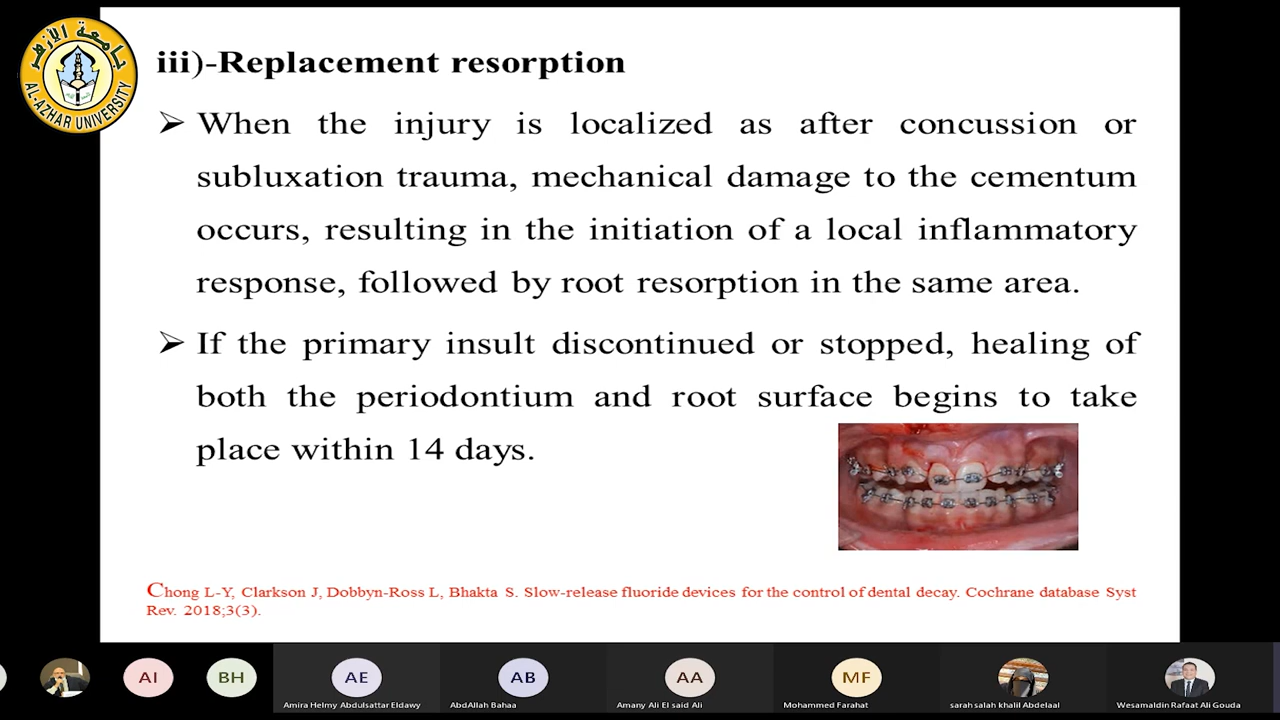 جامعة الأزهر
AL-AZHAR UNIVERSITY
iii)-Replacement resorption
➢ When the injury is localized as after concussion or
subluxation trauma, mechanical damage to the cementum
occurs, resulting in the initiation of a local inflammatory
response, followed by root resorption in the same area.
➢ If the primary insult discontinued or stopped, healing of
both the periodontium and root surface begins to take
place within 14 days.
Chong L-Y, Clarkson J, Dobbyn-Ross L, Bhakta S. Slow-release fluoride devices for the control of dental decay. Cochrane database Syst
Rev. 2018;3(3).
AI
BH
AE
AB
AA
MF
Amira Helmy Abdulsattar Eldawy
AbdAllah Bahaa
Amany Ali El said Ali
Mohammed Farahat
sarah salah khalil Abdelaal
Wesamaldin Rafaat Ali Gouda